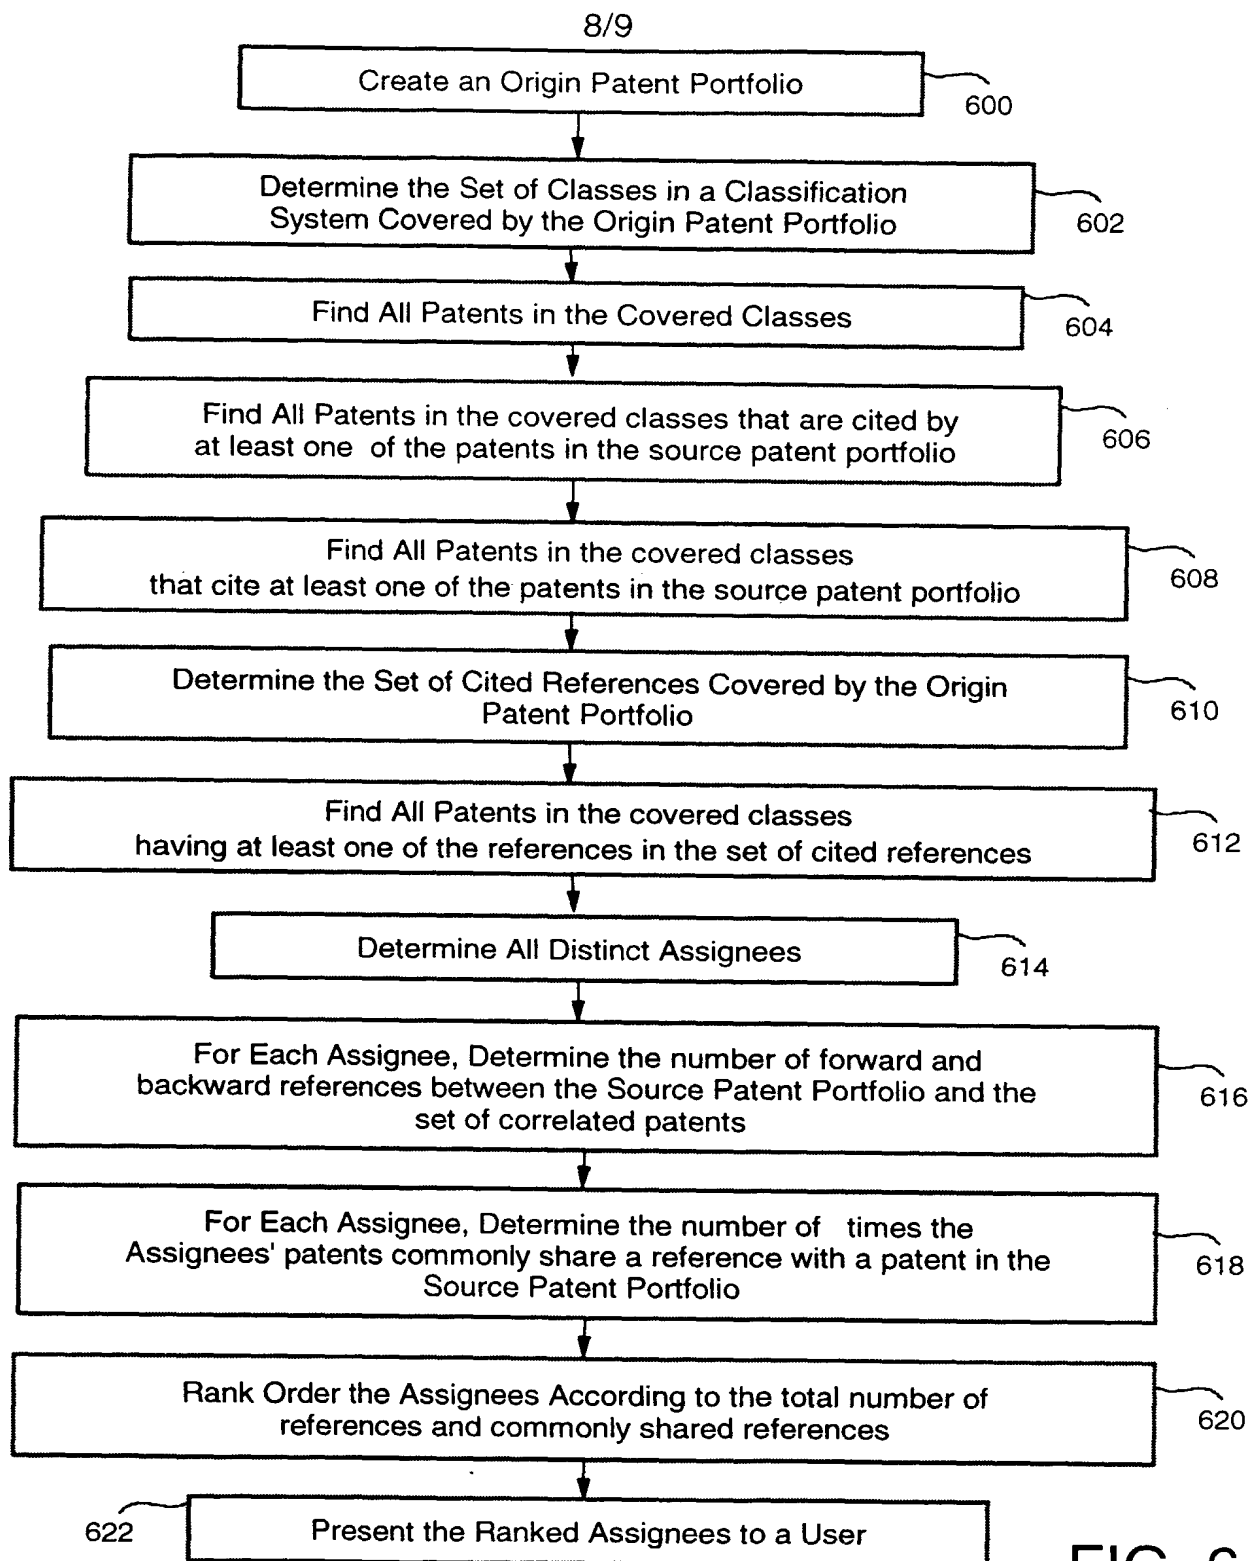 8/9
Create an Origin Patent Portfolio
600
Determine the Set of Classes in a Classification
System Covered by the Origin Patent Portfolio
602
Find All Patents in the Covered Classes
604
Find All Patents in the covered classes that are cited by
at least one of the patents in the source patent portfolio
606
Find All Patents in the covered classes
that cite at least one of the patents in the source patent portfolio
608
Determine the Set of Cited References Covered by the Origin
Patent Portfolio
610
Find All Patents in the covered classes
having at least one of the references in the set of cited references
612
Determine All Distinct Assignees
614
For Each Assignee, Determine the number of forward and
backward references between the Source Patent Portfolio and the
set of correlated patents
616
For Each Assignee, Determine the number of times the
Assignees' patents commonly share a reference with a patent in the
Source Patent Portfolio
618
Rank Order the Assignees According to the total number of
references and commonly shared references
620
622
Present the Ranked Assignees to a User
FIG. 6